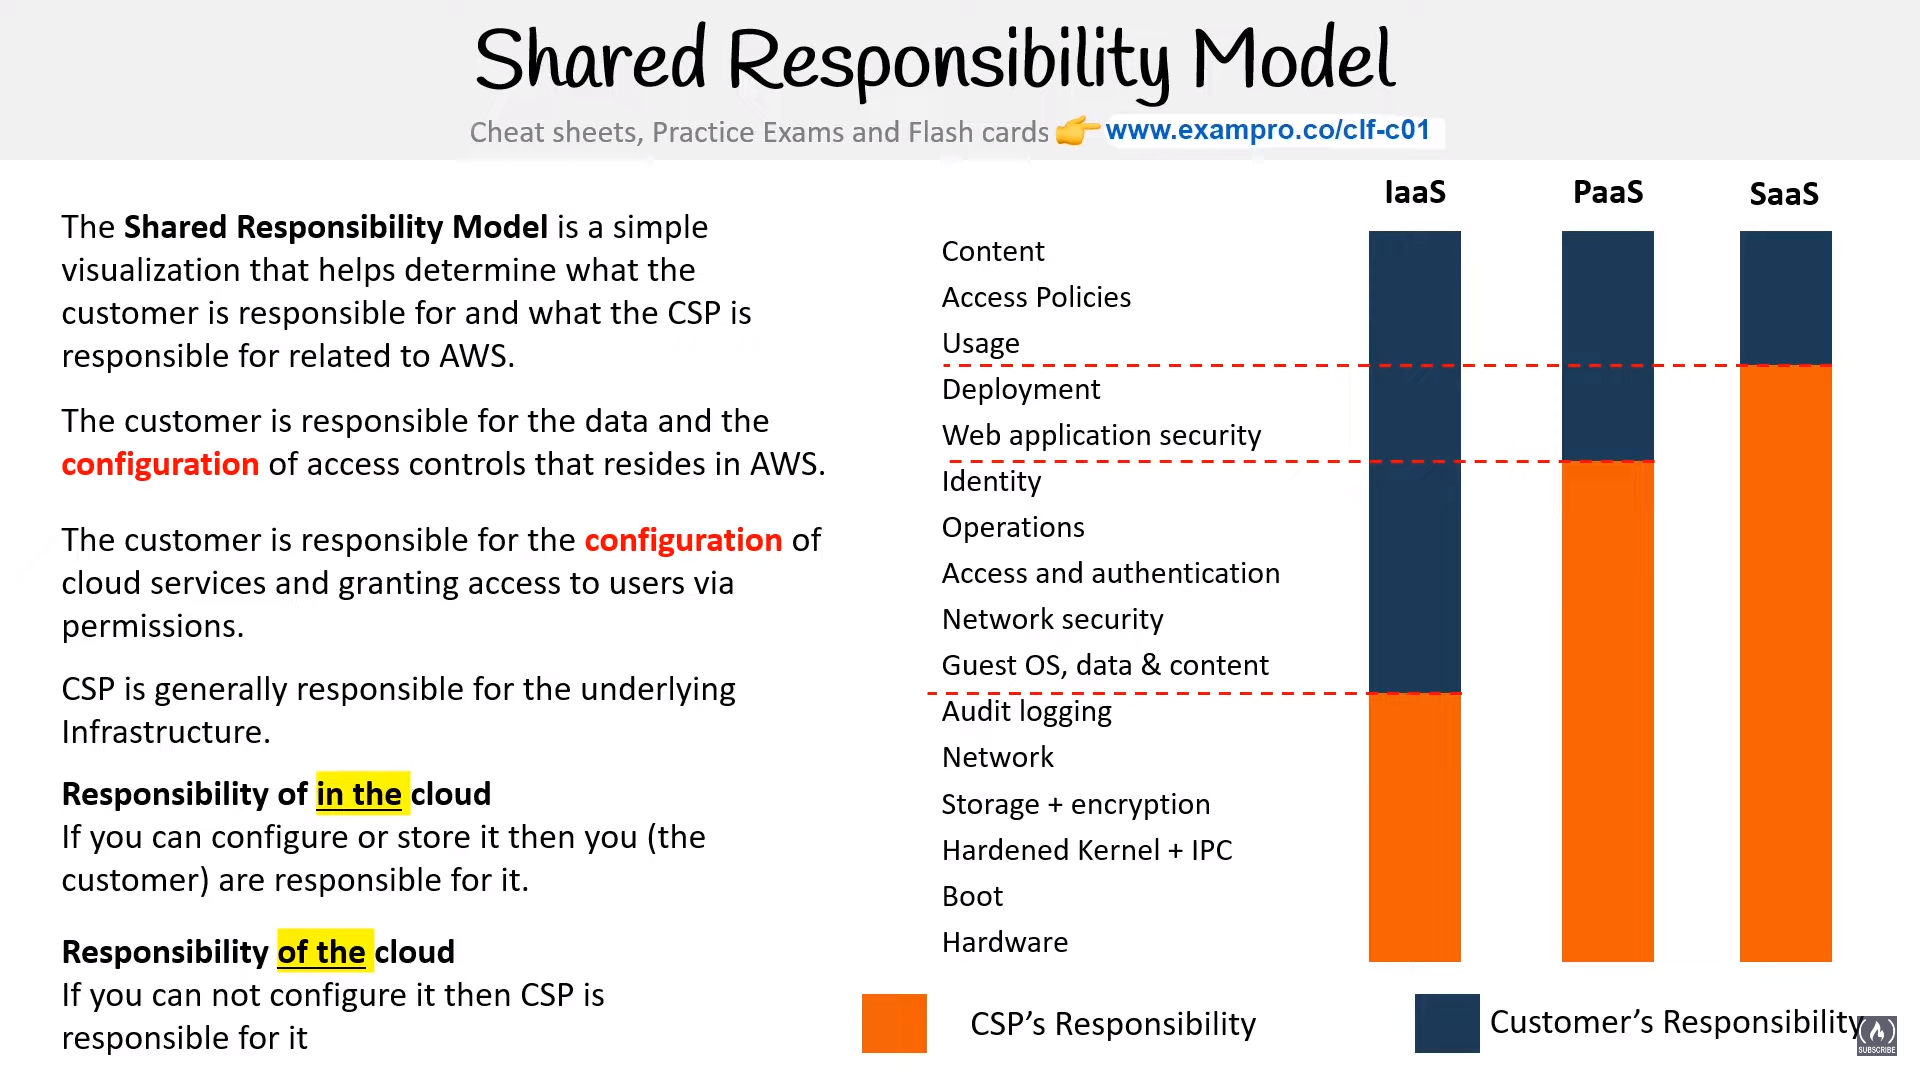 Shared Responsibility Model
Cheat sheets, Practice Exams and Flash cards 👉 www.exampro.co/clf-c01
The Shared Responsibility Model is a simple
visualization that helps determine what the
customer is responsible for and what the CSP is
responsible for related to AWS.
The customer is responsible for the data and the
configuration of access controls that resides in AWS.
The customer is responsible for the configuration of
cloud services and granting access to users via
permissions.
CSP is generally responsible for the underlying
Infrastructure.
Responsibility of in the cloud
If you can configure or store it then you (the
customer) are responsible for it.
Responsibility of the cloud
If you can not configure it then CSP is
responsible for it
IaaS PaaS SaaS
Content
Access Policies
Usage
Deployment
Web application security
Identity
Operations
Access and authentication
Network security
Guest OS, data & content
Audit logging
Network
Storage + encryption
Hardened Kernel + IPC
Boot
Hardware
CSP's Responsibility
Customer's Responsibility
SUBSCRIBE